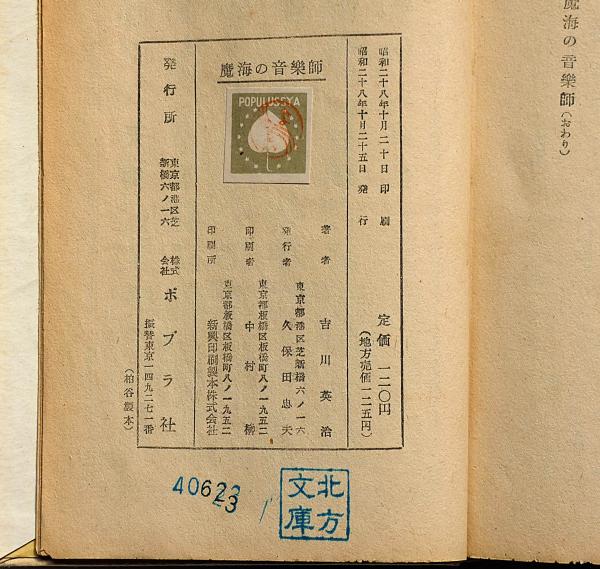 魔海の音樂師(おわり)
昭和二十八年十月二十日 印刷
昭和二十八年十月二十五日 発行
定価 一二〇円
(地方売価一二五円)
魔海の音樂師
POPULUSSYA
著者 吉川英治
発行者 東京都港区芝新橋六ノ一六
久保田忠夫
印刷者 東京都板橋区板橋町八ノ一九五二
中村柳
印刷所 東京都板橋区板橋町八ノ一九五二
新興印刷製本株式会社
発行所 東京都港区芝
新橋六ノ一六
株式
会社 ポプラ社
振替東京一四九二七一番
(柏谷製本)
北方
文庫